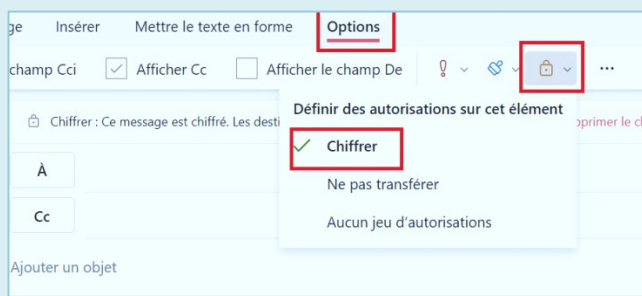 ge Insérer Mettre le texte en forme Options
champ Cci Afficher Cc Afficher le champ De
Définir des autorisations sur cet élément
Chiffrer : Ce message est chiffré. Les desti pprimer le c
Chiffrer
À
Ne pas transférer
Cc
Aucun jeu d'autorisations
Ajouter un objet